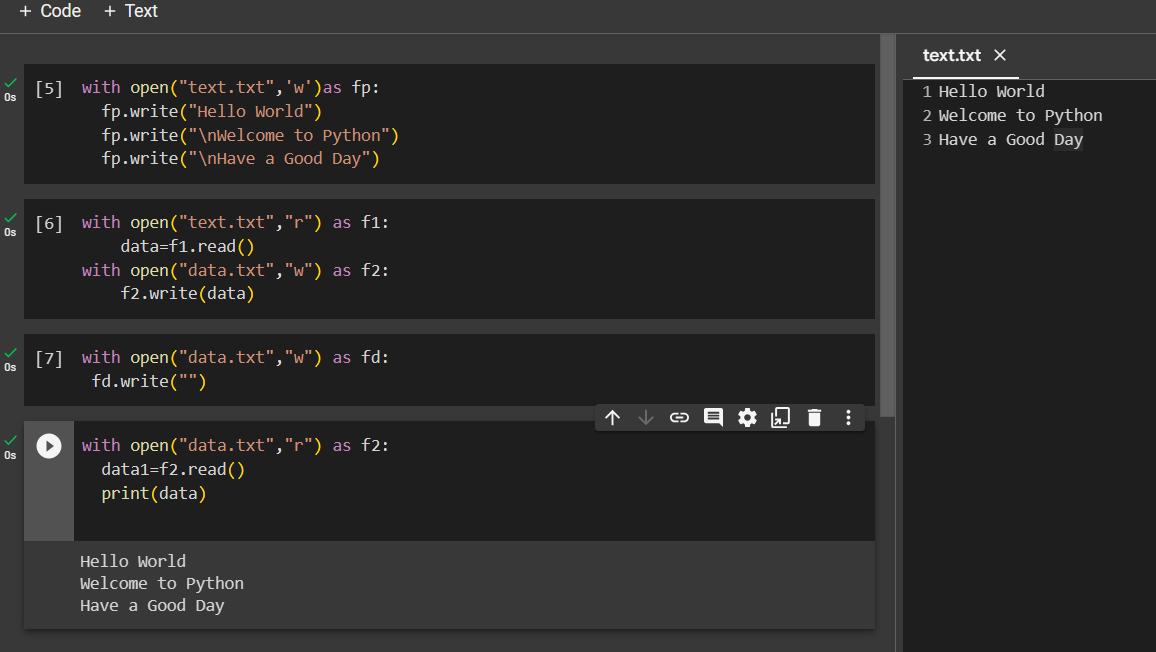 + Code + Text
0s
[5]
with open("text.txt",'w')as fp:
  fp.write("Hello World")
  fp.write("\nWelcome to Python")
  fp.write("\nHave a Good Day")
0s
[6]
with open("text.txt","r") as f1:
    data=f1.read()
with open("data.txt","w") as f2:
    f2.write(data)
0s
[7]
with open("data.txt","w") as fd:
 fd.write("")
0s
with open("data.txt","r") as f2:
  data1=f2.read()
  print(data)
Hello World
Welcome to Python
Have a Good Day
text.txt
1 Hello World
2 Welcome to Python
3 Have a Good Day